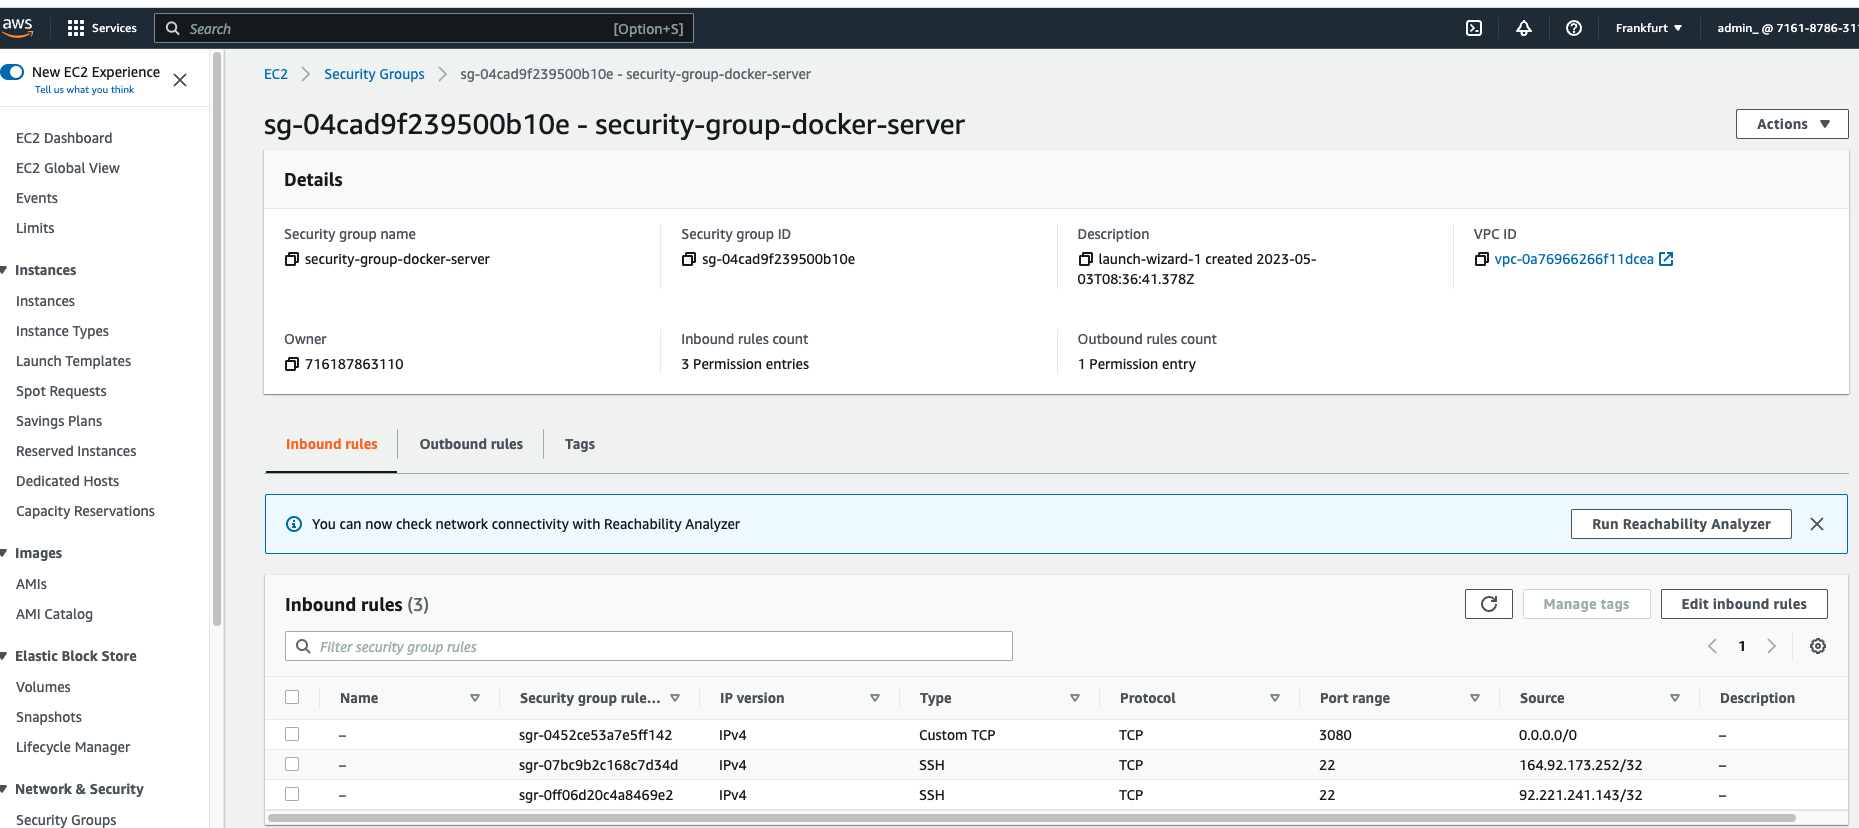 aws Services Search [Option+S] Frankfurt ▼ admin_ @ 7161-8786-311
New EC2 Experience
Tell us what you think
EC2 Dashboard
EC2 Global View
Events
Limits
Instances
Instances
Instance Types
Launch Templates
Spot Requests
Savings Plans
Reserved Instances
Dedicated Hosts
Capacity Reservations
Images
AMIs
AMI Catalog
Elastic Block Store
Volumes
Snapshots
Lifecycle Manager
Network & Security
Security Groups
EC2 > Security Groups > sg-04cad9f239500b10e - security-group-docker-server
sg-04cad9f239500b10e - security-group-docker-server
Actions ▼
Details
Security group name
security-group-docker-server
Security group ID
sg-04cad9f239500b10e
Description
launch-wizard-1 created 2023-05-
03T08:36:41.378Z
VPC ID
vpc-0a76966266f11dcea
Owner
716187863110
Inbound rules count
3 Permission entries
Outbound rules count
1 Permission entry
Inbound rules Outbound rules Tags
You can now check network connectivity with Reachability Analyzer
Run Reachability Analyzer
Inbound rules (3)
Manage tags
Edit inbound rules
Filter security group rules
1
Name Security group rule... IP version Type Protocol Port range Source Description
– sgr-0452ce53a7e5ff142 IPv4 Custom TCP TCP 3080 0.0.0.0/0 –
– sgr-07bc9b2c168c7d34d IPv4 SSH TCP 22 164.92.173.252/32 –
– sgr-0ff06d20c4a8469e2 IPv4 SSH TCP 22 92.221.241.143/32 –